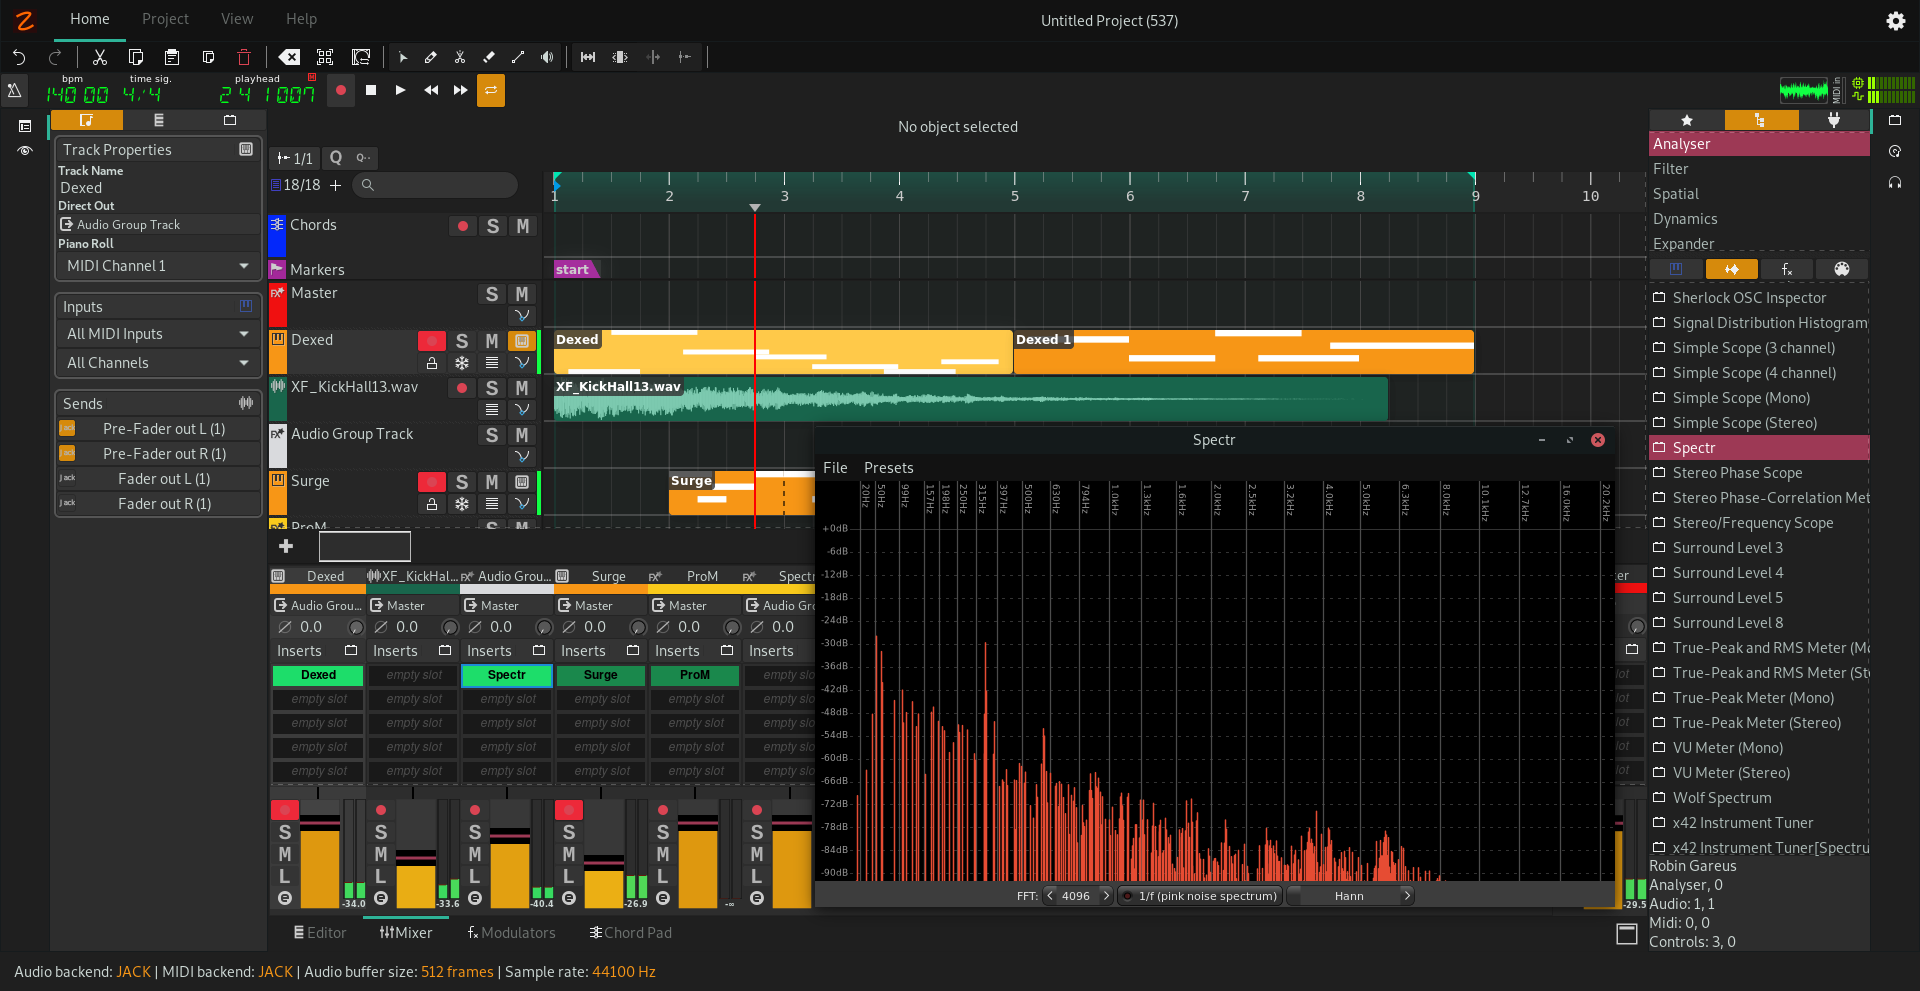 Home Project View Help
Untitled Project (537)
bpm time sig. playhead
140 00 4/4 2 4 1 007
MIDI in
No object selected
Track Properties
Track Name
Dexed
Direct Out
Audio Group Track
Piano Roll
MIDI Channel 1
Inputs
All MIDI Inputs
All Channels
Sends
Jack Pre-Fader out L (1)
Jack Pre-Fader out R (1)
Jack Fader out L (1)
Jack Fader out R (1)
1/1 Q Q
18/18
1 2 3 4 5 6 7 8 9 10
Chords S M
Markers
start
Master S M
Dexed S M
Dexed Dexed 1
XF_KickHall13.wav S M
XF_KickHall13.wav
Audio Group Track S M
Surge S M
Surge
ProM S M
Dexed XF_KickHal... Audio Grou... Surge ProM Spect
Audio Grou... Master Master Master Master Audio Gr
0.0 0.0 0.0 0.0 0.0 0.0
Inserts Inserts Inserts Inserts Inserts Inserts
Dexed empty slot Spectr Surge ProM empty s
empty slot empty slot empty slot empty slot empty slot empty s
empty slot empty slot empty slot empty slot empty slot empty s
empty slot empty slot empty slot empty slot empty slot empty s
empty slot empty slot empty slot empty slot empty slot empty s
S S S S S S
M M M M M M
L L L L L L
e e e e e e
-34.0 -33.6 -40.4 -26.9 -∞ -29.5
Spectr
File Presets
20Hz 50Hz 99Hz 157Hz 198Hz 250Hz 315Hz 397Hz 500Hz 630Hz 794Hz 1.0kHz 1.3kHz 1.6kHz 2.0kHz 2.5kHz 3.2kHz 4.0kHz 5.0kHz 6.3kHz 8.0kHz 10.1kHz 12.7kHz 16.0kHz 20.2kHz
+0dB
-6dB
-12dB
-18dB
-24dB
-30dB
-36dB
-42dB
-48dB
-54dB
-60dB
-66dB
-72dB
-78dB
-84dB
-90dB
FFT: < 4096 > 1/f (pink noise spectrum) Hann >
Analyser
Filter
Spatial
Dynamics
Expander
Sherlock OSC Inspector
Signal Distribution Histogram
Simple Scope (3 channel)
Simple Scope (4 channel)
Simple Scope (Mono)
Simple Scope (Stereo)
Spectr
Stereo Phase Scope
Stereo Phase-Correlation Met
Stereo/Frequency Scope
Surround Level 3
Surround Level 4
Surround Level 5
Surround Level 8
True-Peak and RMS Meter (Mo
True-Peak and RMS Meter (Ste
True-Peak Meter (Mono)
True-Peak Meter (Stereo)
VU Meter (Mono)
VU Meter (Stereo)
Wolf Spectrum
x42 Instrument Tuner
x42 Instrument Tuner[Spectru
Robin Gareus
Analyser, 0
Audio: 1, 1
Midi: 0, 0
Controls: 3, 0
Editor Mixer Modulators Chord Pad
Audio backend: JACK | MIDI backend: JACK | Audio buffer size: 512 frames | Sample rate: 44100 Hz